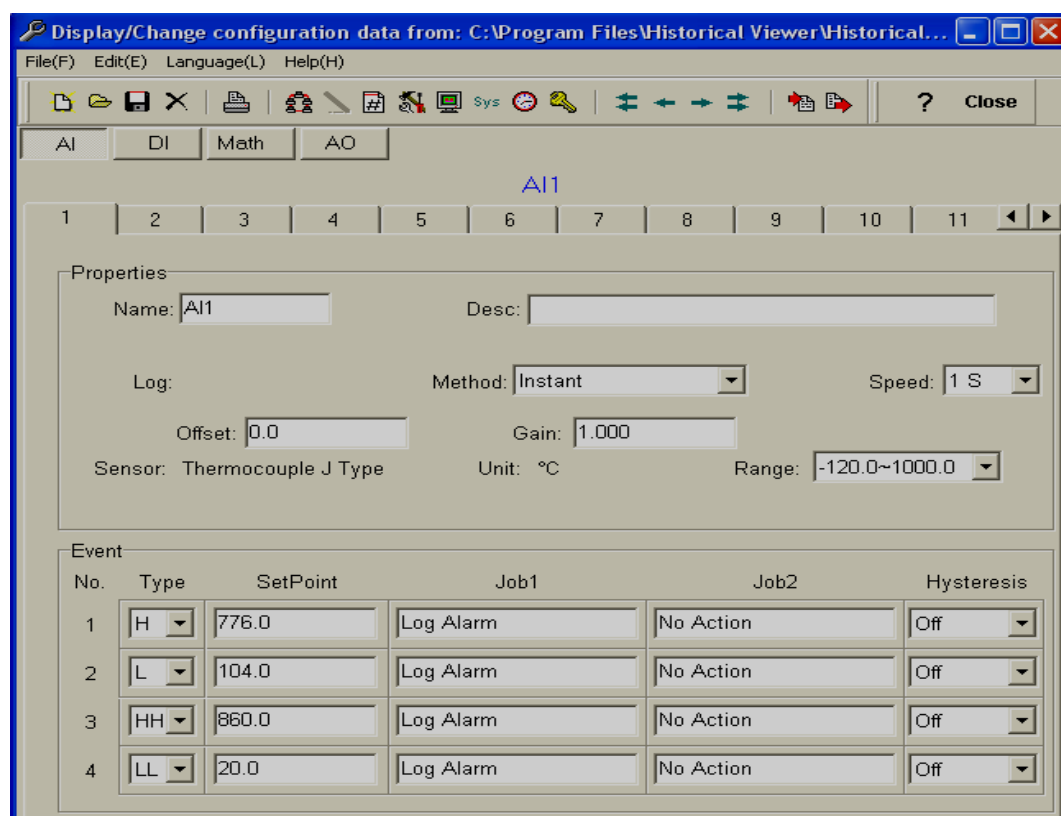 Display/Change configuration data from: C:\Program Files\Historical Viewer\Historical...
File(F) Edit(E) Language(L) Help(H)
# Sys ? Close
AI DI Math AO
AI1
1 2 3 4 5 6 7 8 9 10 11
Properties
Name: AI1 Desc:
Log: Method: Instant Speed: 1 S
Offset: 0.0 Gain: 1.000
Sensor: Thermocouple J Type Unit: °C Range: -120.0~1000.0
Event
No. Type SetPoint Job1 Job2 Hysteresis
1 H 776.0 Log Alarm No Action Off
2 L 104.0 Log Alarm No Action Off
3 HH 860.0 Log Alarm No Action Off
4 LL 20.0 Log Alarm No Action Off